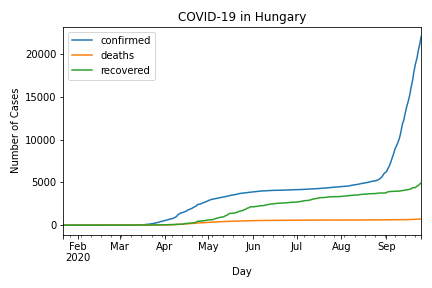 COVID-19 in Hungary
confirmed
deaths
recovered
Number of Cases
20000
15000
10000
5000
0
Feb Mar Apr May Jun Jul Aug Sep
2020
Day